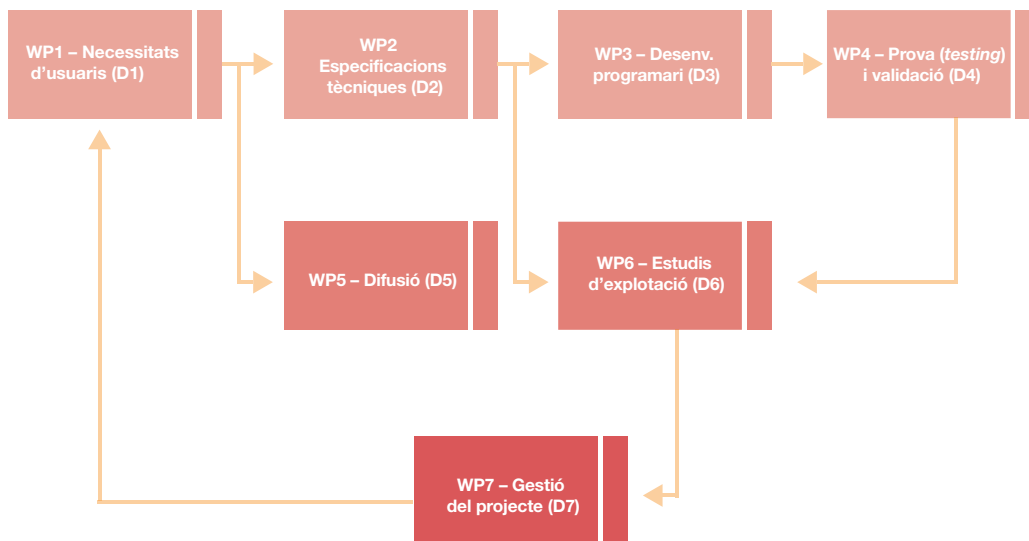 WP1 – Necessitats
d’usuaris (D1)
WP2
Especificacions
tècniques (D2)
WP3 – Desenv.
programari (D3)
WP4 – Prova (testing)
i validació (D4)
WP5 – Difusió (D5)
WP6 – Estudis
d’explotació (D6)
WP7 – Gestió
del projecte (D7)